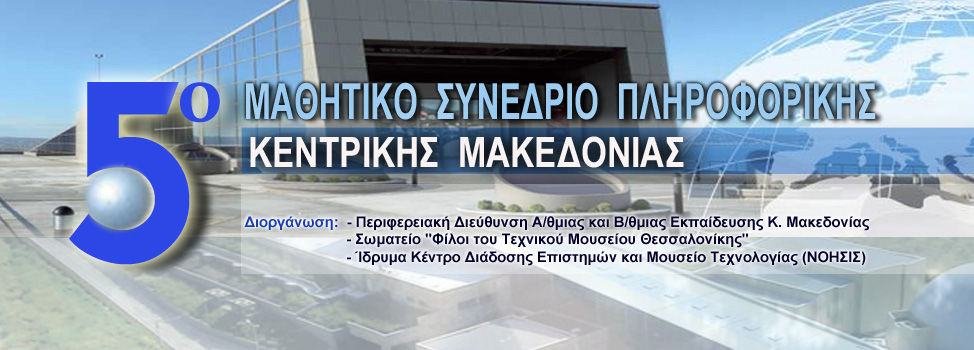 5ο ΜΑΘΗΤΙΚΟ ΣΥΝΕΔΡΙΟ ΠΛΗΡΟΦΟΡΙΚΗΣ
ΚΕΝΤΡΙΚΗΣ ΜΑΚΕΔΟΝΙΑΣ
Διοργάνωση: - Περιφερειακή Διεύθυνση Α/θμιας και Β/θμιας Εκπαίδευσης Κ. Μακεδονίας
- Σωματείο "Φίλοι του Τεχνικού Μουσείου Θεσσαλονίκης"
- Ίδρυμα Κέντρο Διάδοσης Επιστημών και Μουσείο Τεχνολογίας (ΝΟΗΣΙΣ)